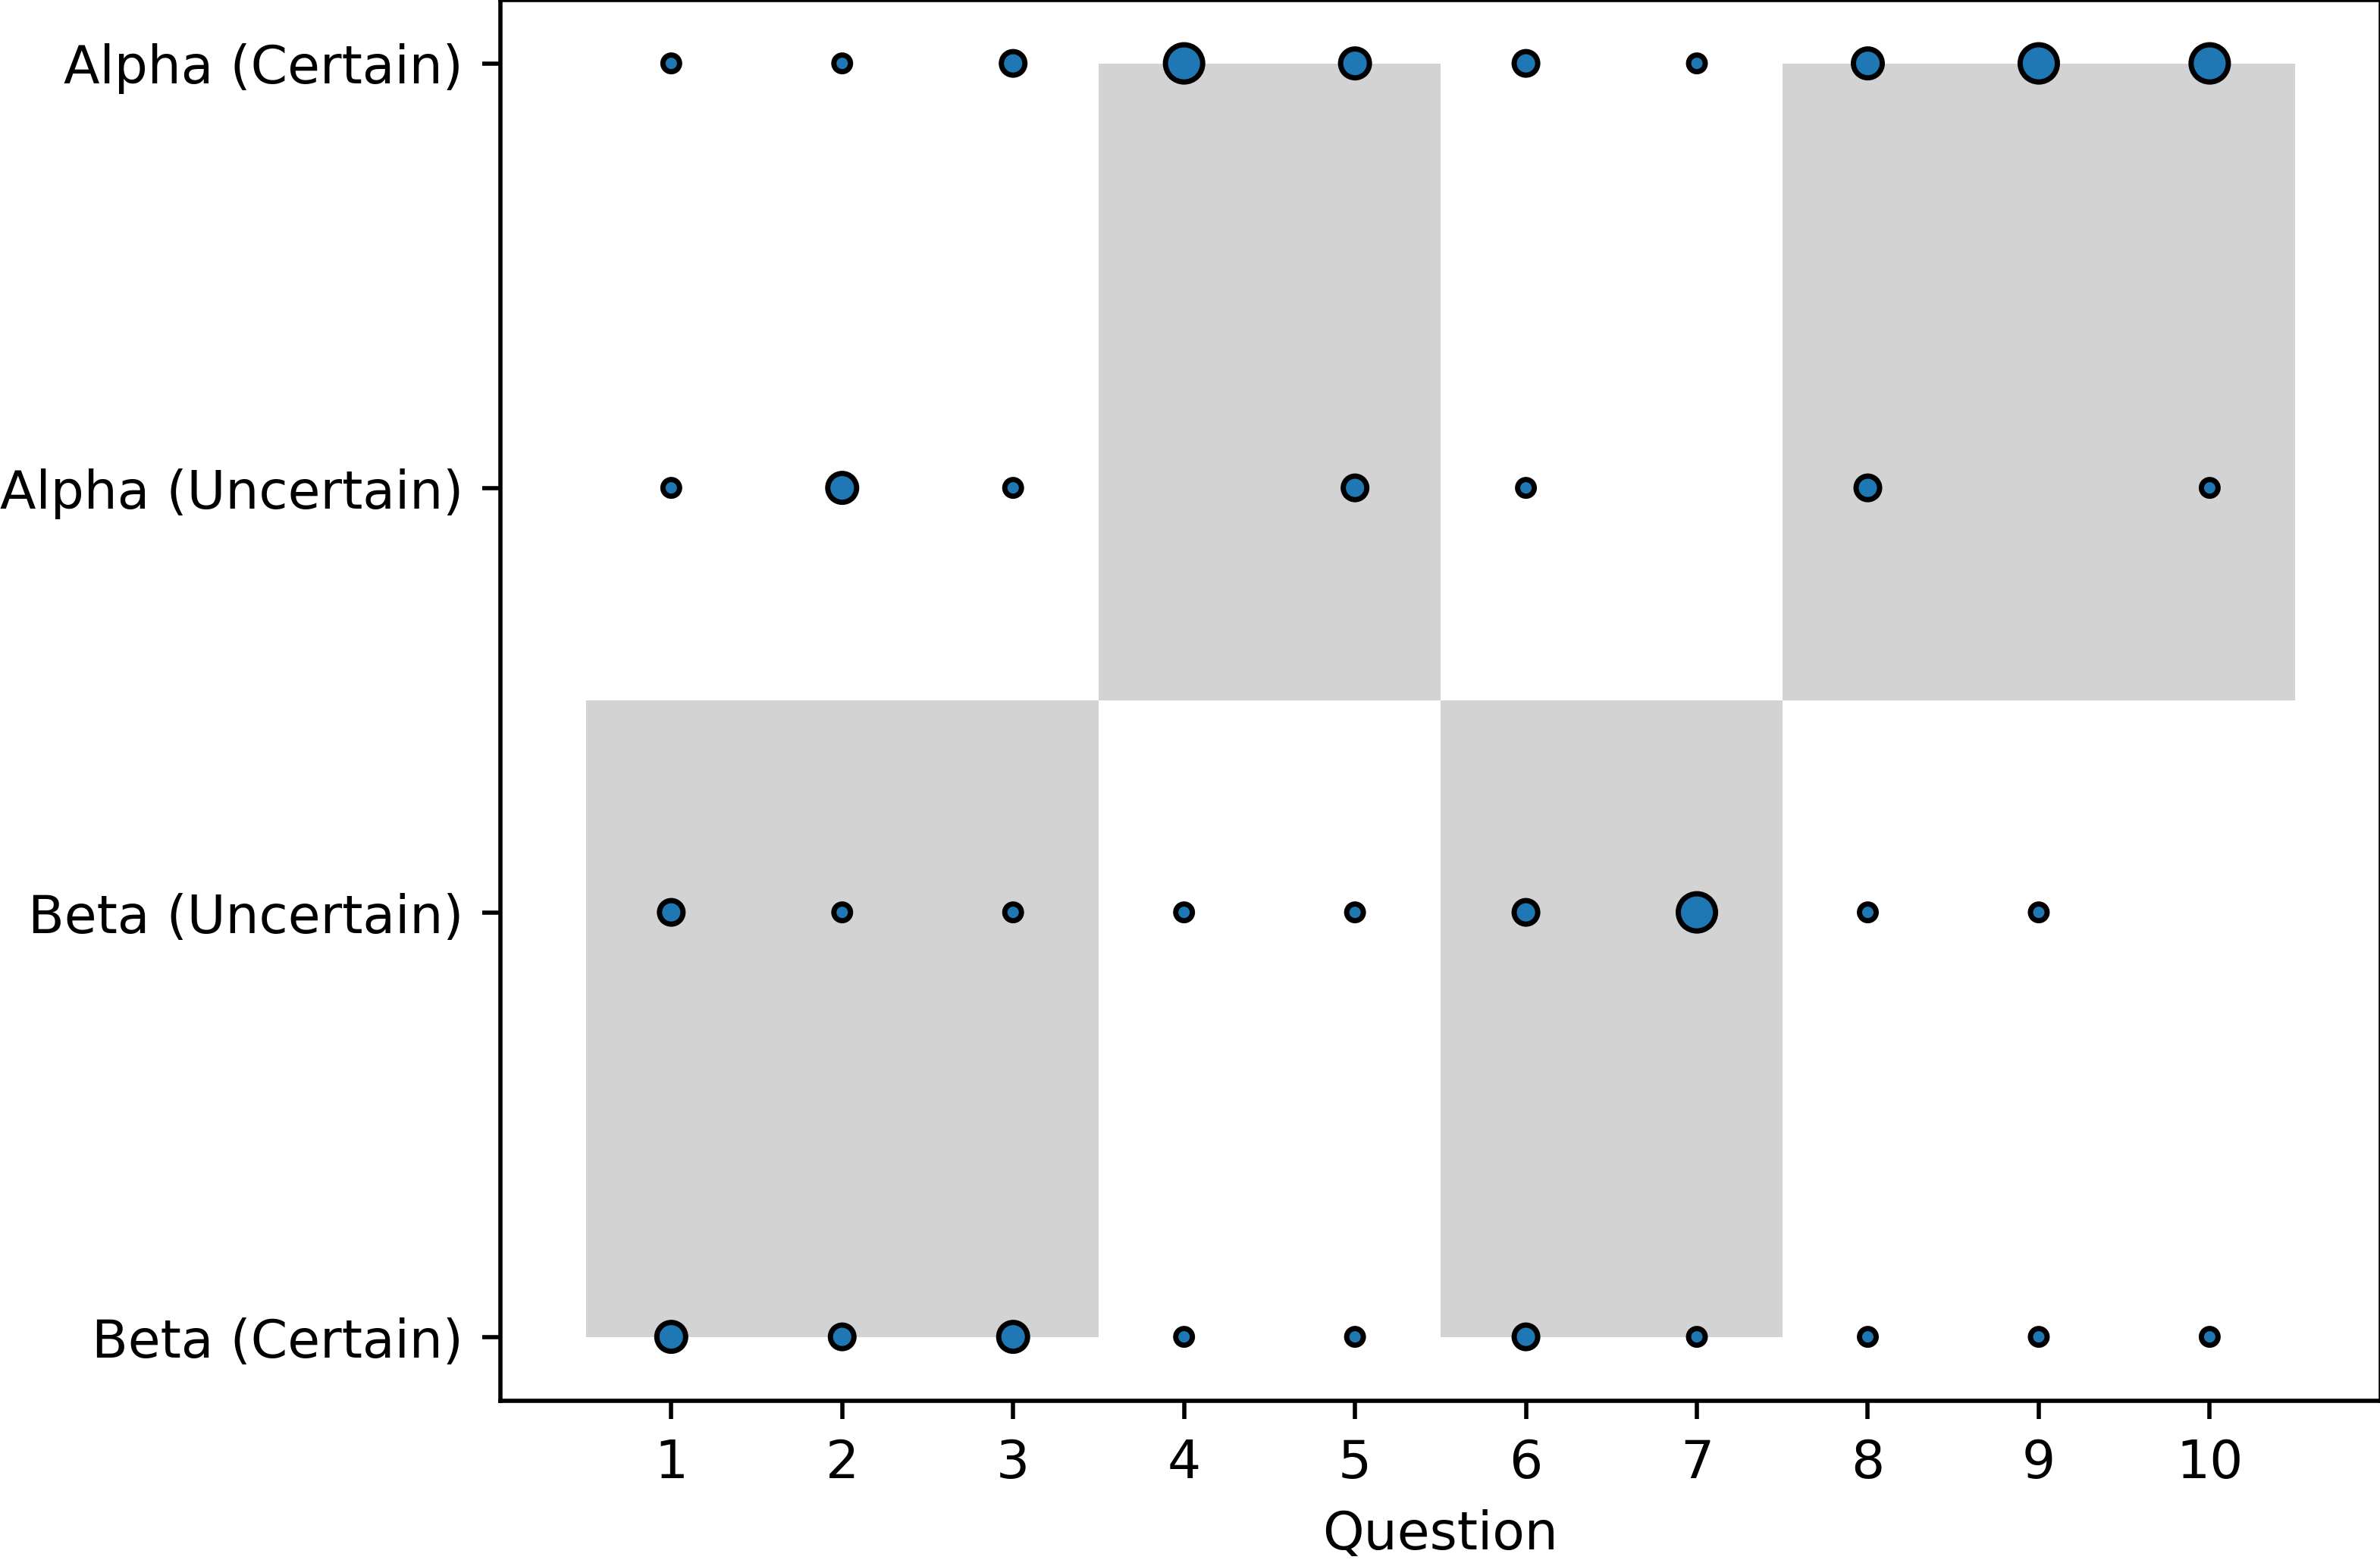 Alpha (Certain)
Alpha (Uncertain)
Beta (Uncertain)
Beta (Certain)
1 2 3 4 5 6 7 8 9 10
Question